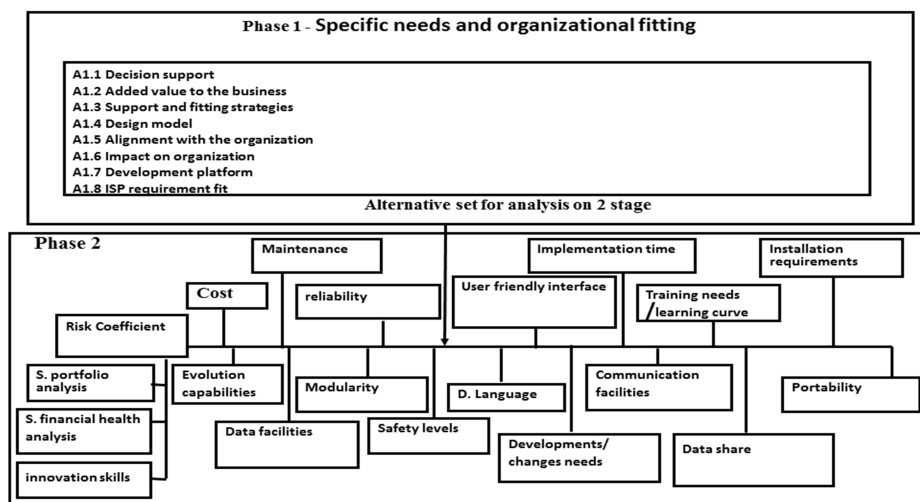 Phase 1 - Specific needs and organizational fitting
A1.1 Decision support
A1.2 Added value to the business
A1.3 Support and fitting strategies
A1.4 Design model
A1.5 Alignment with the organization
A1.6 Impact on organization
A1.7 Development platform
A1.8 ISP requirement fit
Alternative set for analysis on 2 stage
Phase 2
Maintenance
Implementation time
Installation
requirements
Cost
reliability
User friendly interface
Training needs
/learning curve
Risk Coefficient
S. portfolio
analysis
Evolution
capabilities
Modularity
D. Language
Communication
facilities
Portability
S. financial health
analysis
Data facilities
Safety levels
Developments/
changes needs
Data share
innovation skills